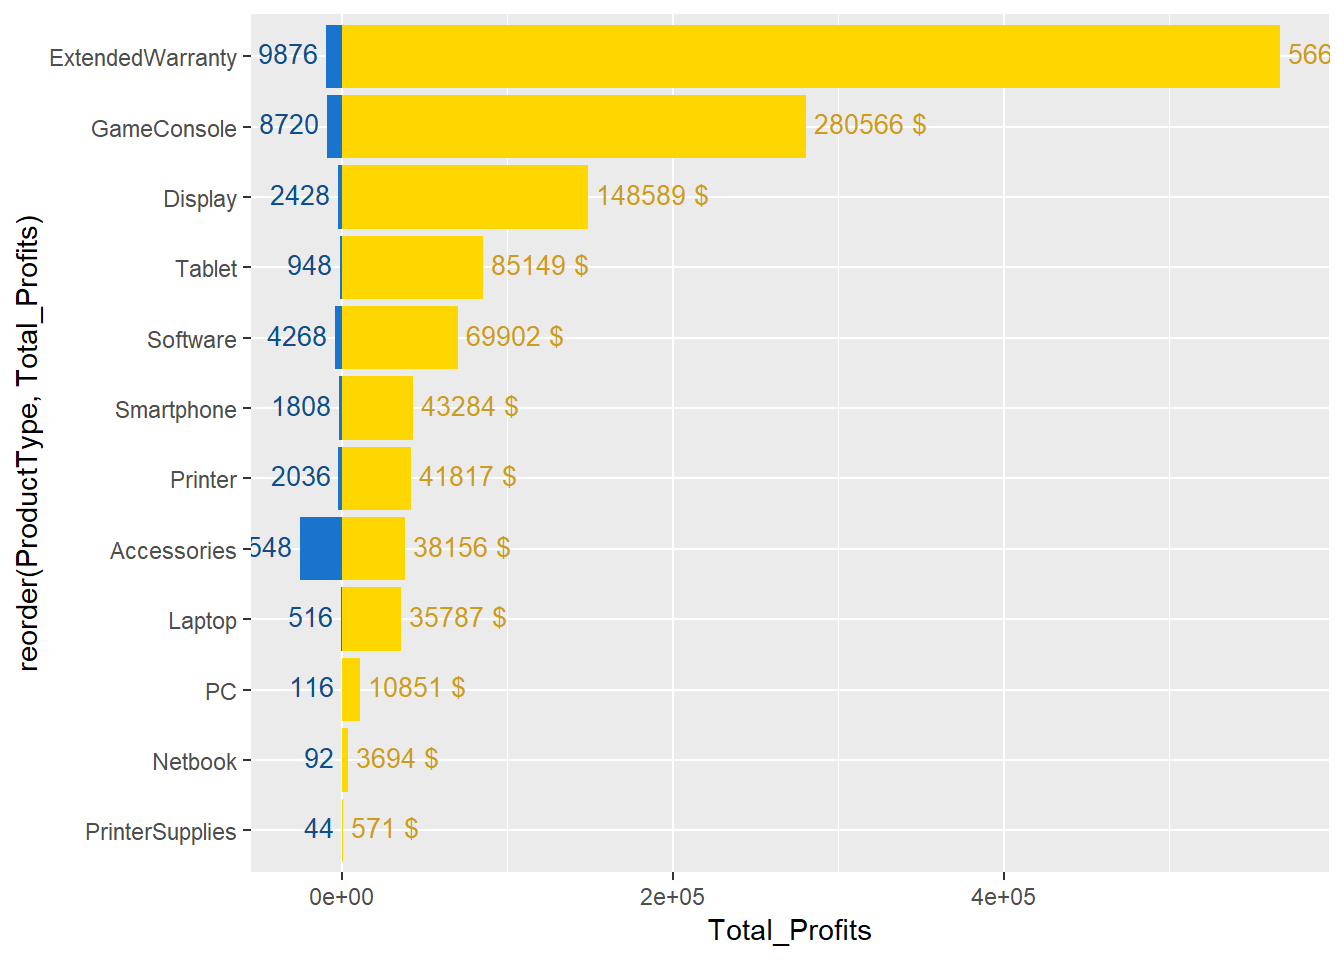 ExtendedWarranty 9876
GameConsole 8720 280566 $
Display 2428 148589 $
Tablet 948 85149 $
Software 4268 69902 $
Smartphone 1808 43284 $
Printer 2036 41817 $
Accessories 38156 $
Laptop 516 35787 $
PC 116 10851 $
Netbook 92 3694 $
PrinterSupplies 44 571 $
0e+00 2e+05 4e+05
Total_Profits
reorder(ProductType, Total_Profits)